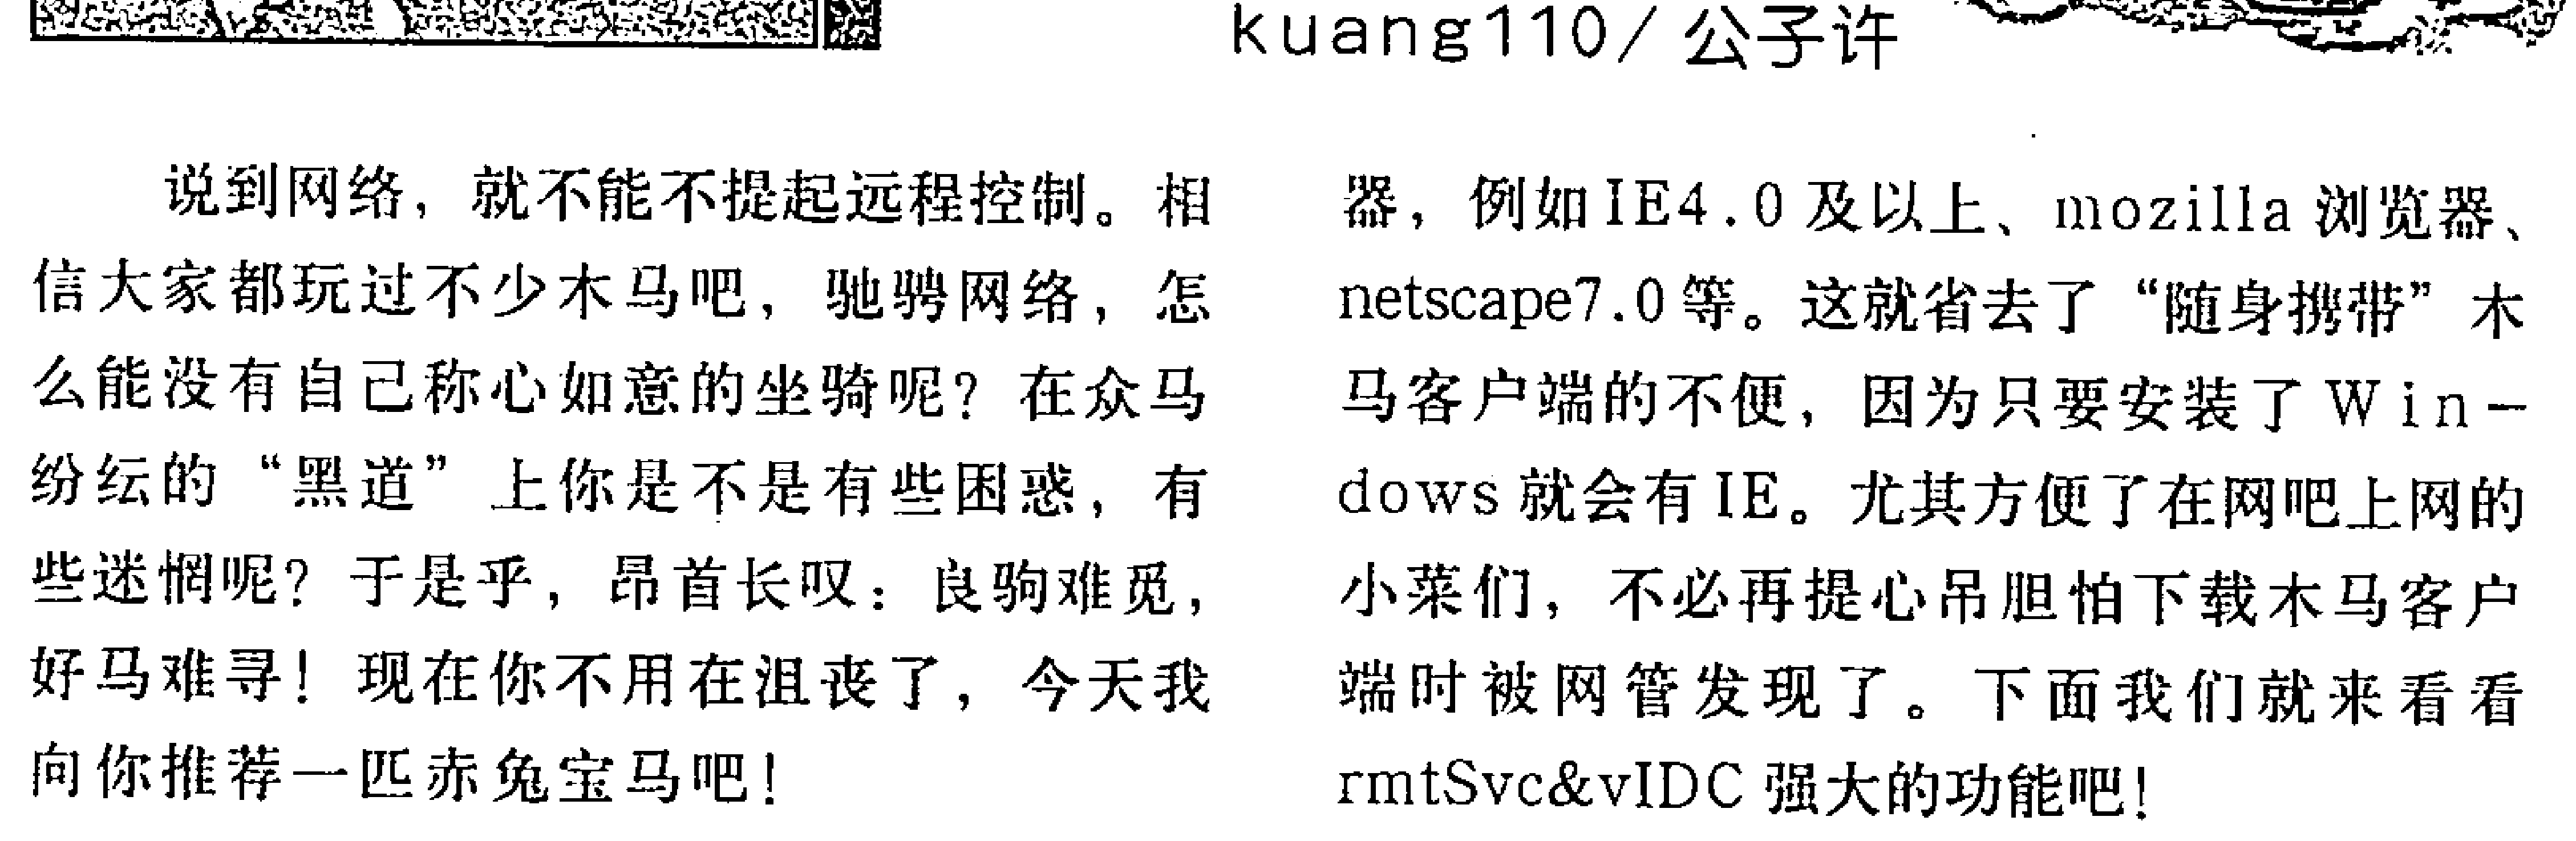 kuang110/公子许
说到网络，就不能不提起远程控制。相
信大家都玩过不少木马吧，驰骋网络，怎
么能没有自己称心如意的坐骑呢？在众马
纷纭的“黑道”上你是不是有些困惑，有
些迷惘呢？于是乎，昂首长叹：良驹难觅，
好马难寻！现在你不用在沮丧了，今天我
向你推荐一匹赤兔宝马吧！
器，例如IE4.0及以上、mozilla浏览器、
netscape7.0等。这就省去了“随身携带”木
马客户端的不便，因为只要安装了Win-
dows就会有IE。尤其方便了在网吧上网的
小菜们，不必再提心吊胆怕下载木马客户
端时被网管发现了。下面我们就来看看
rmtSvc&vIDC强大的功能吧！